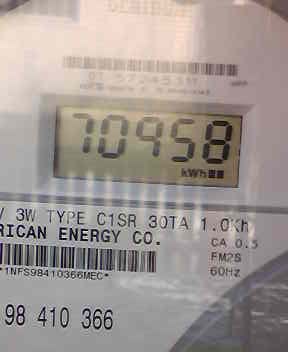 70958
kWh
V 3W TYPE C1SR 30TA 1.0Kh
RICAN ENERGY CO.
CA 0.5
FM2S
60Hz
*1NFS98410366MEC*
98 410 366